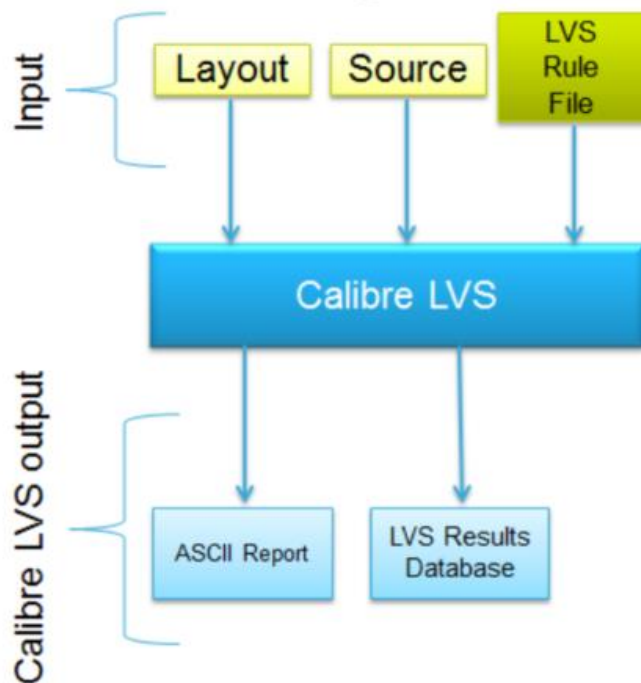 Input
Layout
Source
LVS
Rule
File
Calibre LVS
Calibre LVS output
ASCII Report
LVS Results
Database